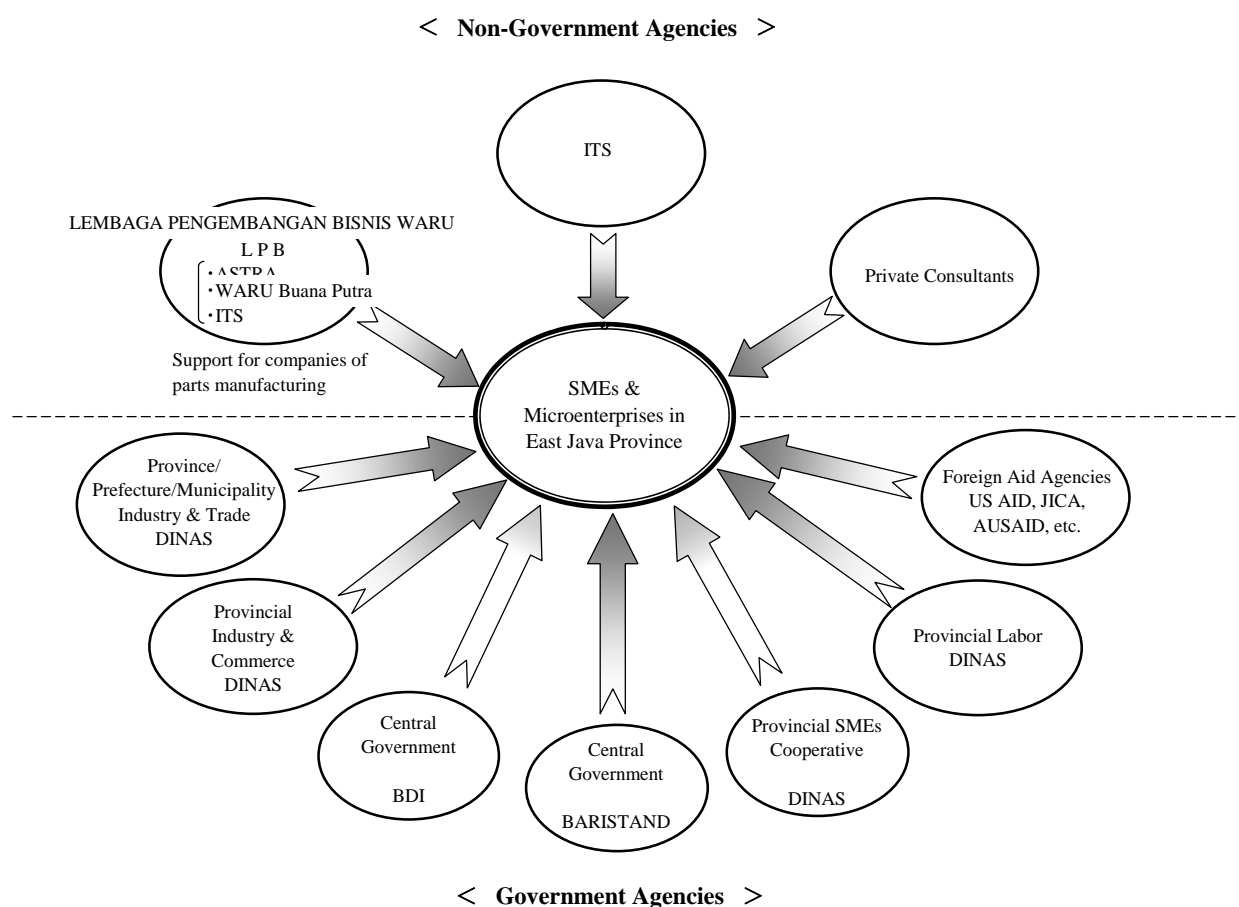 ＜ Non-Government Agencies ＞
ITS
LEMBAGA PENGEMBANGAN BISNIS WARU
L P B
・ASTRA
・WARU Buana Putra
・ITS
Support for companies of
parts manufacturing
Private Consultants
SMEs &
Microenterprises in
East Java Province
Province/
Prefecture/Municipality
Industry & Trade
DINAS
Foreign Aid Agencies
US AID, JICA,
AUSAID, etc.
Provincial
Industry &
Commerce
DINAS
Provincial Labor
DINAS
Central
Government
BDI
Central
Government
BARISTAND
Provincial SMEs
Cooperative
DINAS
＜ Government Agencies ＞